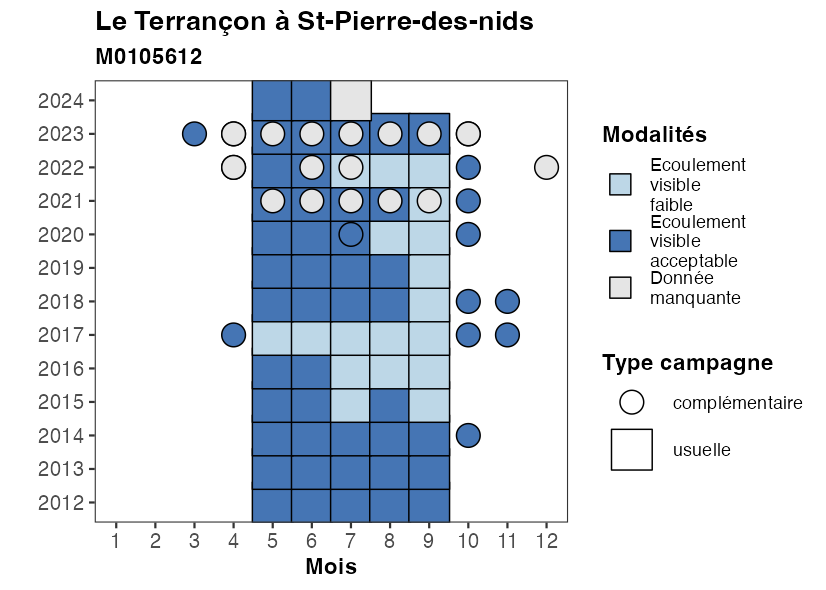 Le Terrançon à St-Pierre-des-nids
M0105612
2024
2023
2022
2021
2020
2019
2018
2017
2016
2015
2014
2013
2012
1 2 3 4 5 6 7 8 9 10 11 12
Mois
Modalités
Ecoulement
visible
faible
Ecoulement
visible
acceptable
Donnée
manquante
Type campagne
complémentaire
usuelle